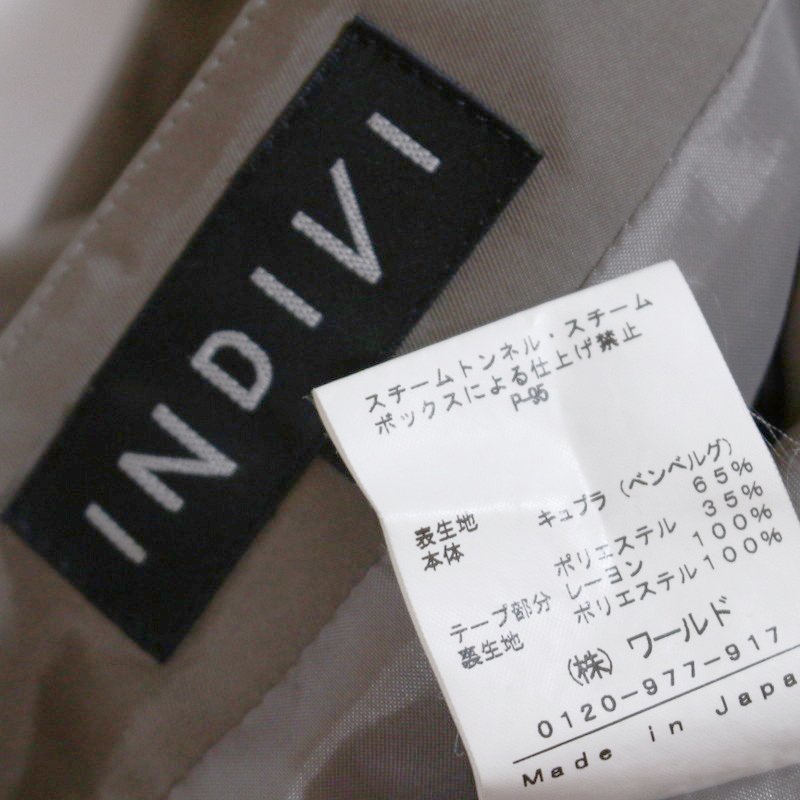 INDIVI
スチームトンネル・スチーム
ボックスによる仕上げ禁止
P-95
表生地 キュプラ（ベンベルグ）
本体 65%
ポリエステル 35%
テープ部分 レーヨン 100%
裏生地 ポリエステル 100%
（株）ワールド
0120-977-917
Made in Japa